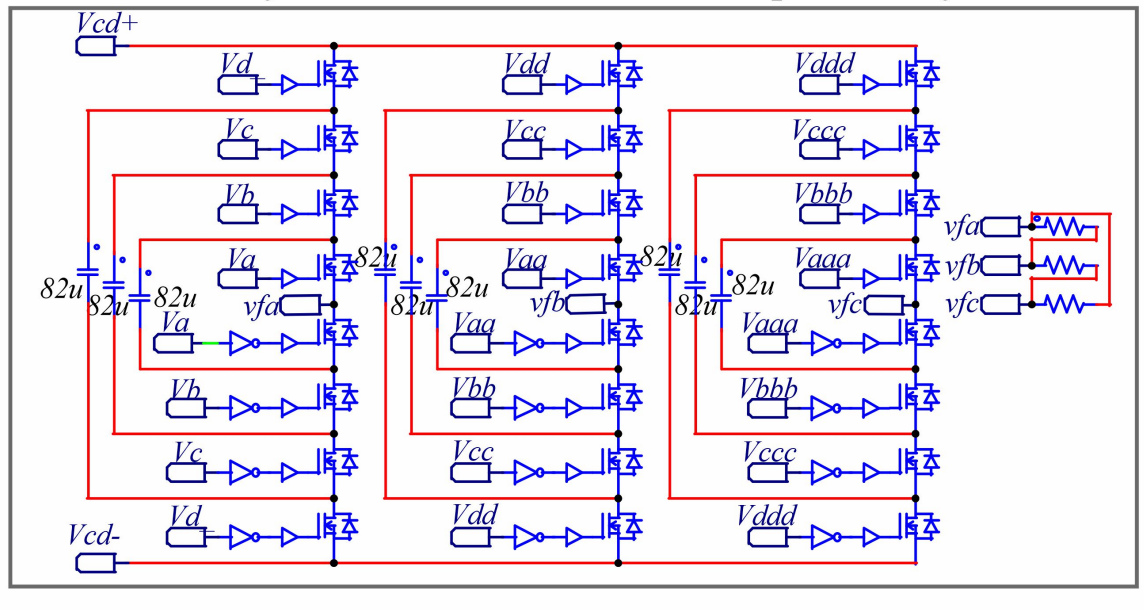 Vcd+
Vd Vdd Vddd
Vc Vcc Vccc
Vb Vbb Vbbb
vfa
Va Vaa Vaaa
82u 82u
vfb
82u 82u 82u 82u 82u 82u 82u
vfa vfb vfc vfc
Va Vaa Vaaa
Vb Vbb Vbbb
Vc Vcc Vccc
Vd Vdd Vddd
Vcd-